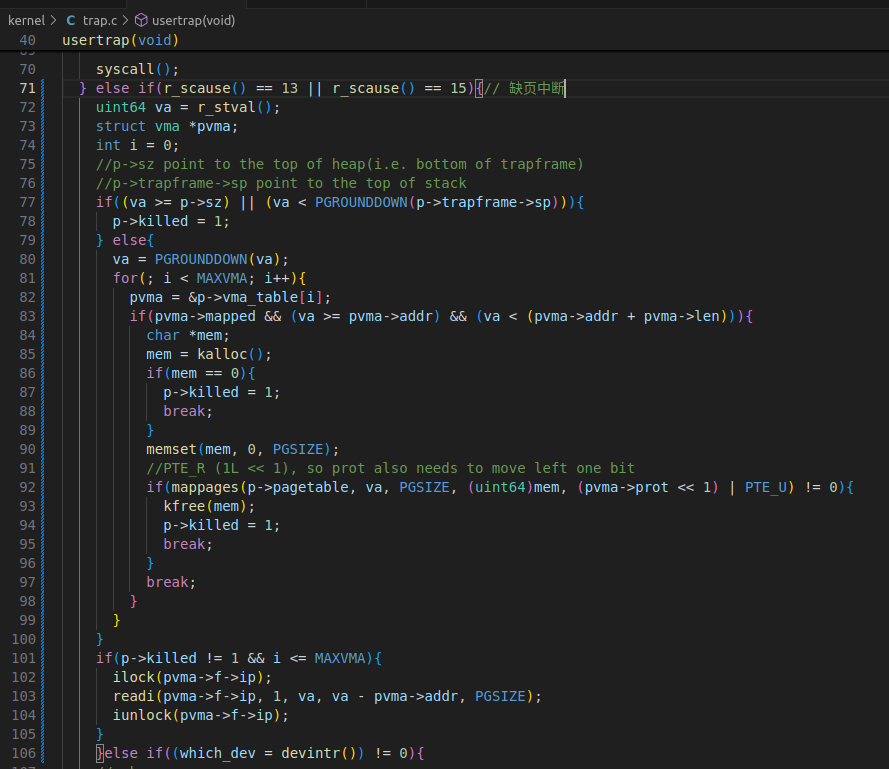 kernel > C trap.c > usertrap(void)
40 usertrap(void)
70 syscall();
71 } else if(r_scause() == 13 || r_scause() == 15){// 缺页中断
72 uint64 va = r_stval();
73 struct vma *pvma;
74 int i = 0;
75 //p->sz point to the top of heap(i.e. bottom of trapframe)
76 //p->trapframe->sp point to the top of stack
77 if((va >= p->sz) || (va < PGROUNDDOWN(p->trapframe->sp))){
78 p->killed = 1;
79 } else{
80 va = PGROUNDDOWN(va);
81 for(; i < MAXVMA; i++){
82 pvma = &p->vma_table[i];
83 if(pvma->mapped && (va >= pvma->addr) && (va < (pvma->addr + pvma->len))){
84 char *mem;
85 mem = kalloc();
86 if(mem == 0){
87 p->killed = 1;
88 break;
89 }
90 memset(mem, 0, PGSIZE);
91 //PTE_R (1L << 1), so prot also needs to move left one bit
92 if(mappages(p->pagetable, va, PGSIZE, (uint64)mem, (pvma->prot << 1) | PTE_U) != 0){
93 kfree(mem);
94 p->killed = 1;
95 break;
96 }
97 break;
98 }
99 }
100 }
101 if(p->killed != 1 && i <= MAXVMA){
102 ilock(pvma->f->ip);
103 readi(pvma->f->ip, 1, va, va - pvma->addr, PGSIZE);
104 iunlock(pvma->f->ip);
105 }
106 }else if((which_dev = devintr()) != 0){